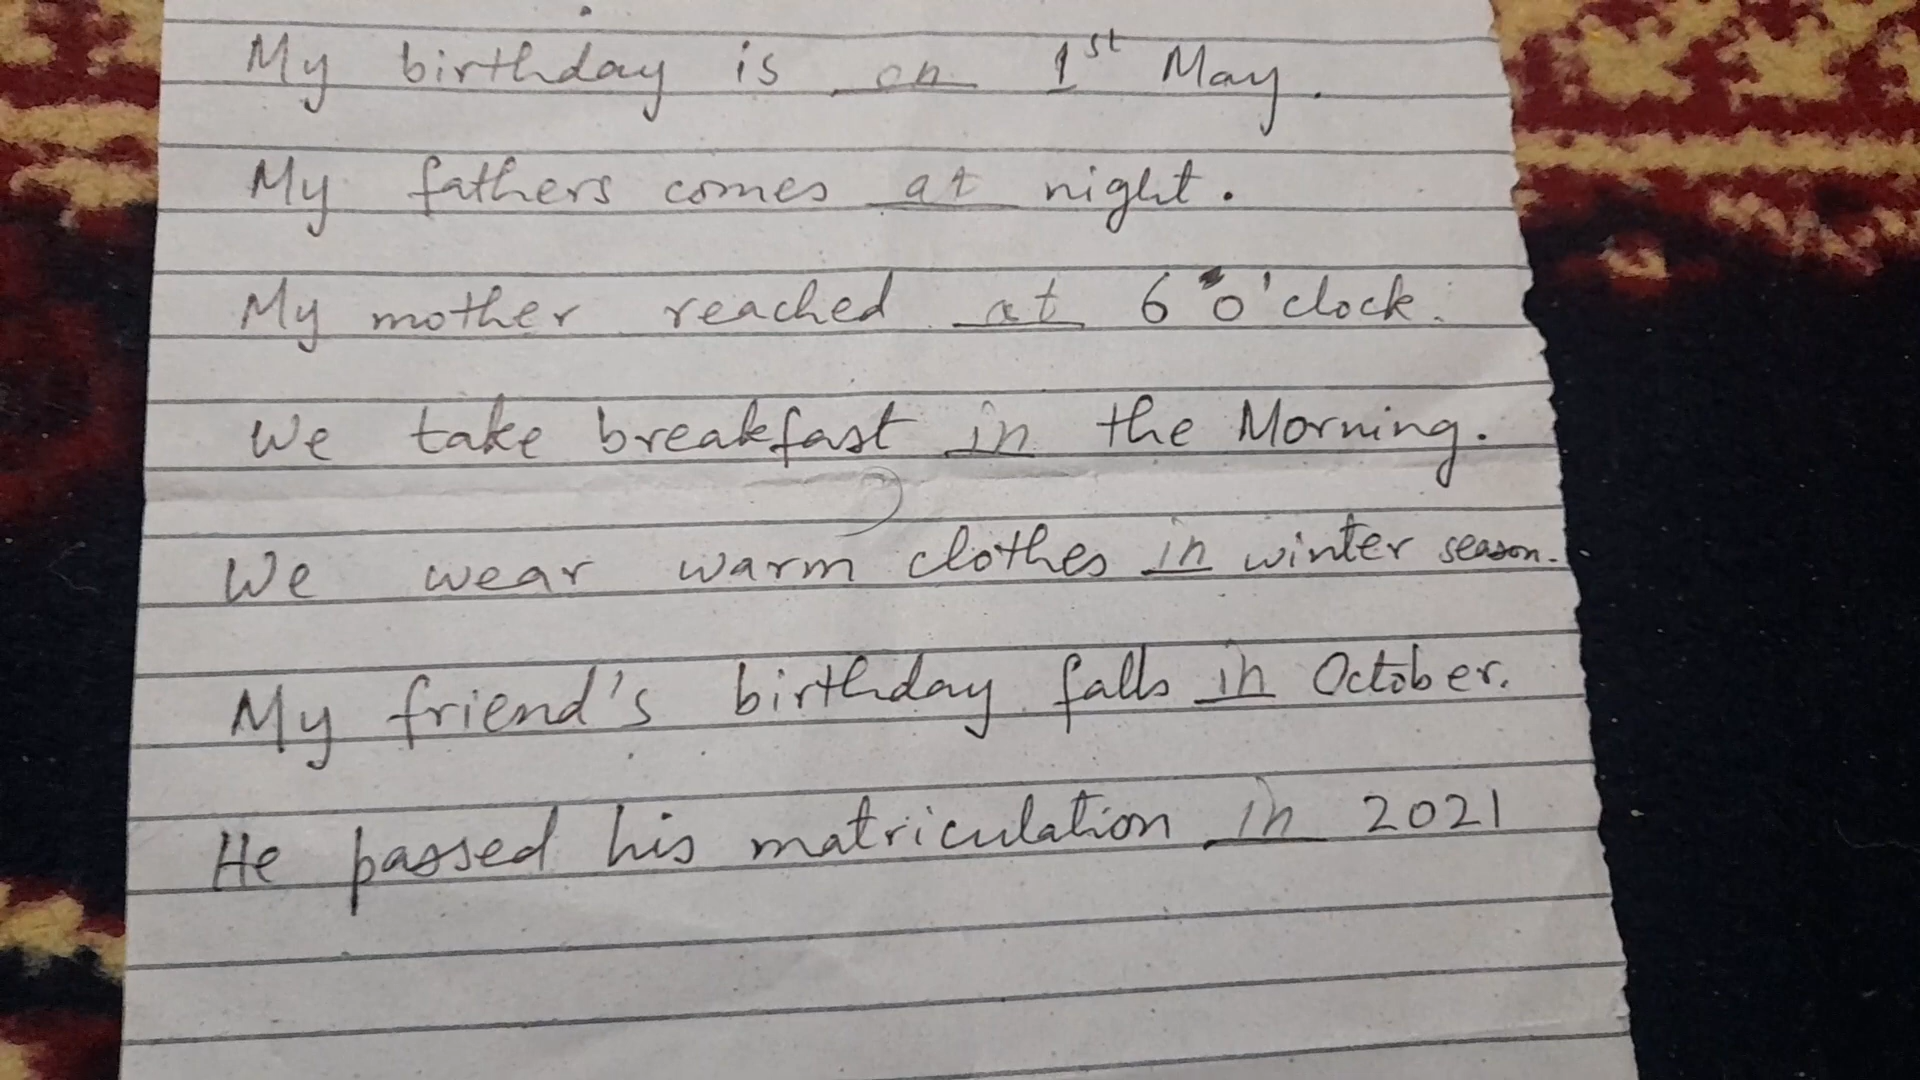 My birthday is on 1st May.
My fathers comes at night.
My mother reached at 6 o'clock.
We take breakfast in the Morning.
We wear warm clothes in winter season.
My friend's birthday falls in October.
He passed his matriculation in 2021